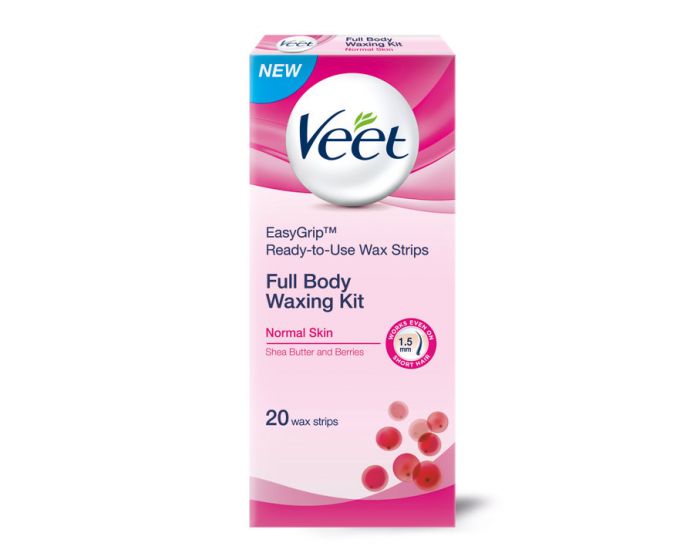 Veet
Full Body
Waxing Kit
Normal Skin
NEW
Veet
EasyGrip™
Ready-to-Use Wax Strips
Full Body
Waxing Kit
Normal Skin
Shea Butter and Berries
WORKS EVEN ON
1.5
mm
SHORT HAIR
20 wax strips